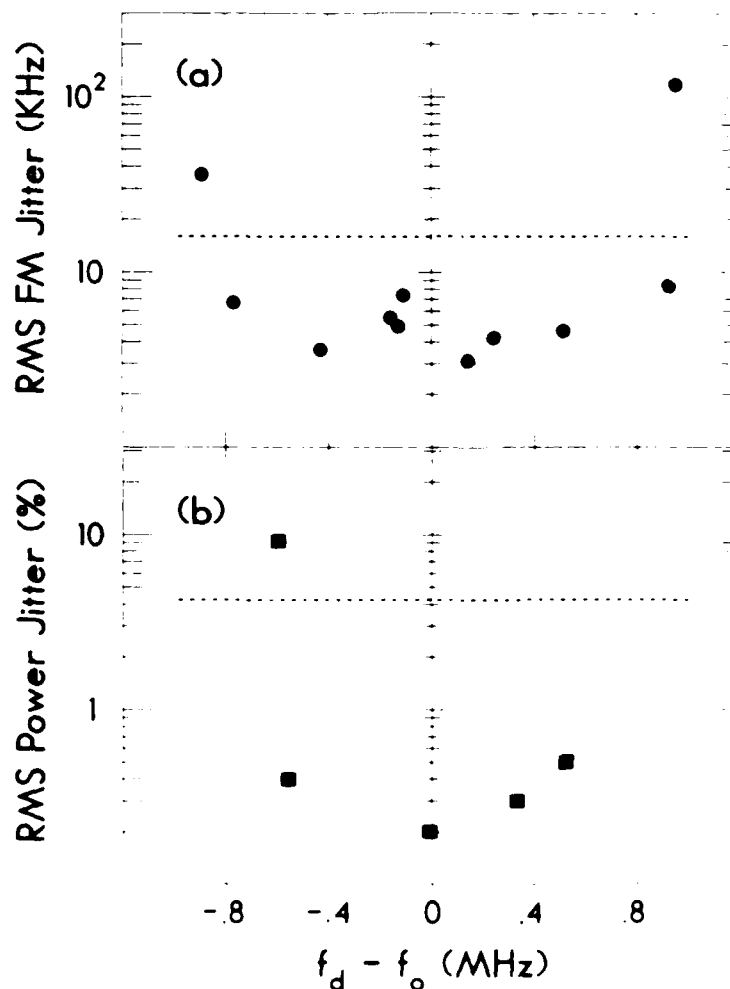 RMS FM Jitter (KHz)
(a)
10²
10
RMS Power Jitter (%)
(b)
10
1
-.8 -.4 0 .4 .8
f_d - f_o (MHz)